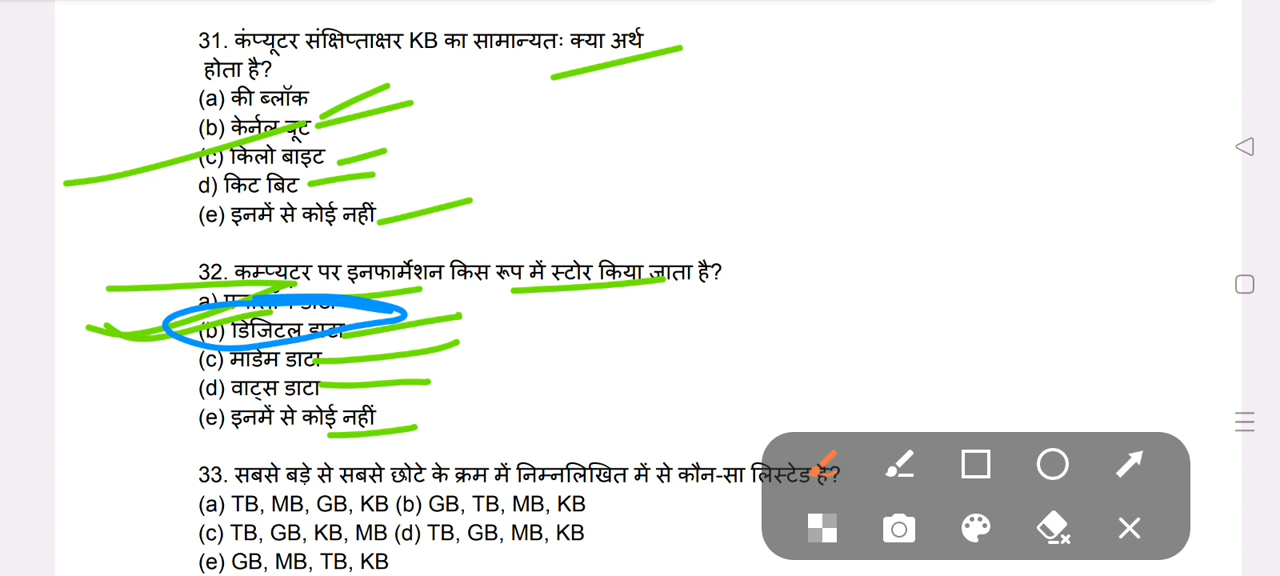 31. कंप्यूटर संक्षिप्ताक्षर KB का सामान्यतः क्या अर्थ
होता है?
(a) की ब्लॉक
(b) केर्नल बूट
(c) किलो बाइट
d) किट बिट
(e) इनमें से कोई नहीं
32. कम्प्यूटर पर इनफार्मेशन किस रूप में स्टोर किया जाता है?
a) डाटा
(b) डिजिटल डाटा
(c) मोडेम डाटा
(d) वाट्स डाटा
(e) इनमें से कोई नहीं
33. सबसे बड़े से सबसे छोटे के क्रम में निम्नलिखित में से कौन-सा लिस्टेड है?
(a) TB, MB, GB, KB (b) GB, TB, MB, KB
(c) TB, GB, KB, MB (d) TB, GB, MB, KB
(e) GB, MB, TB, KB